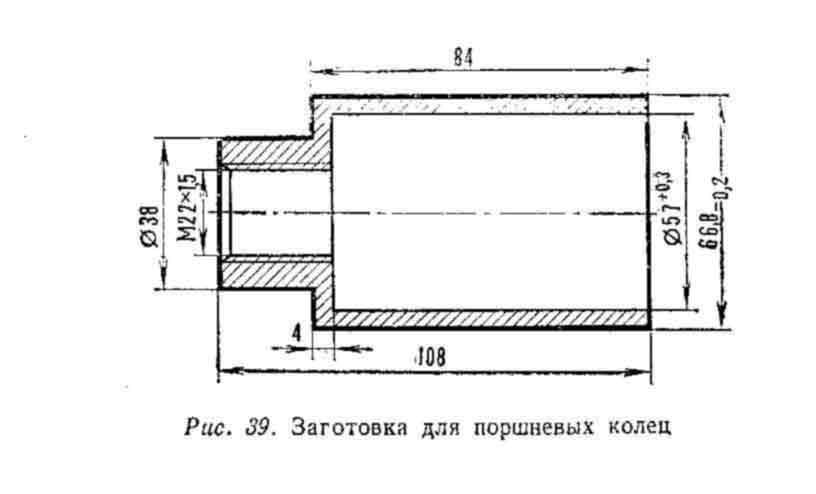 84
Ø38
M22×1,5
Ø57+0,3
66,8−0,2
4
108
Рис. 39. Заготовка для поршневых колец